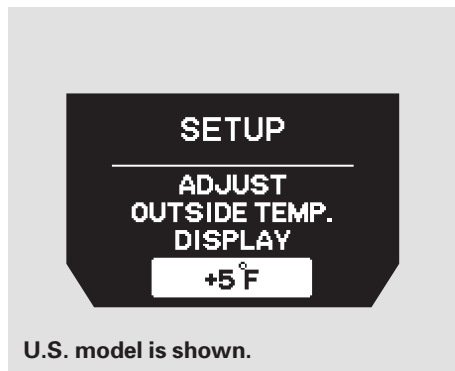 SETUP
ADJUST
OUTSIDE TEMP.
DISPLAY
+5°F
U.S. model is shown.